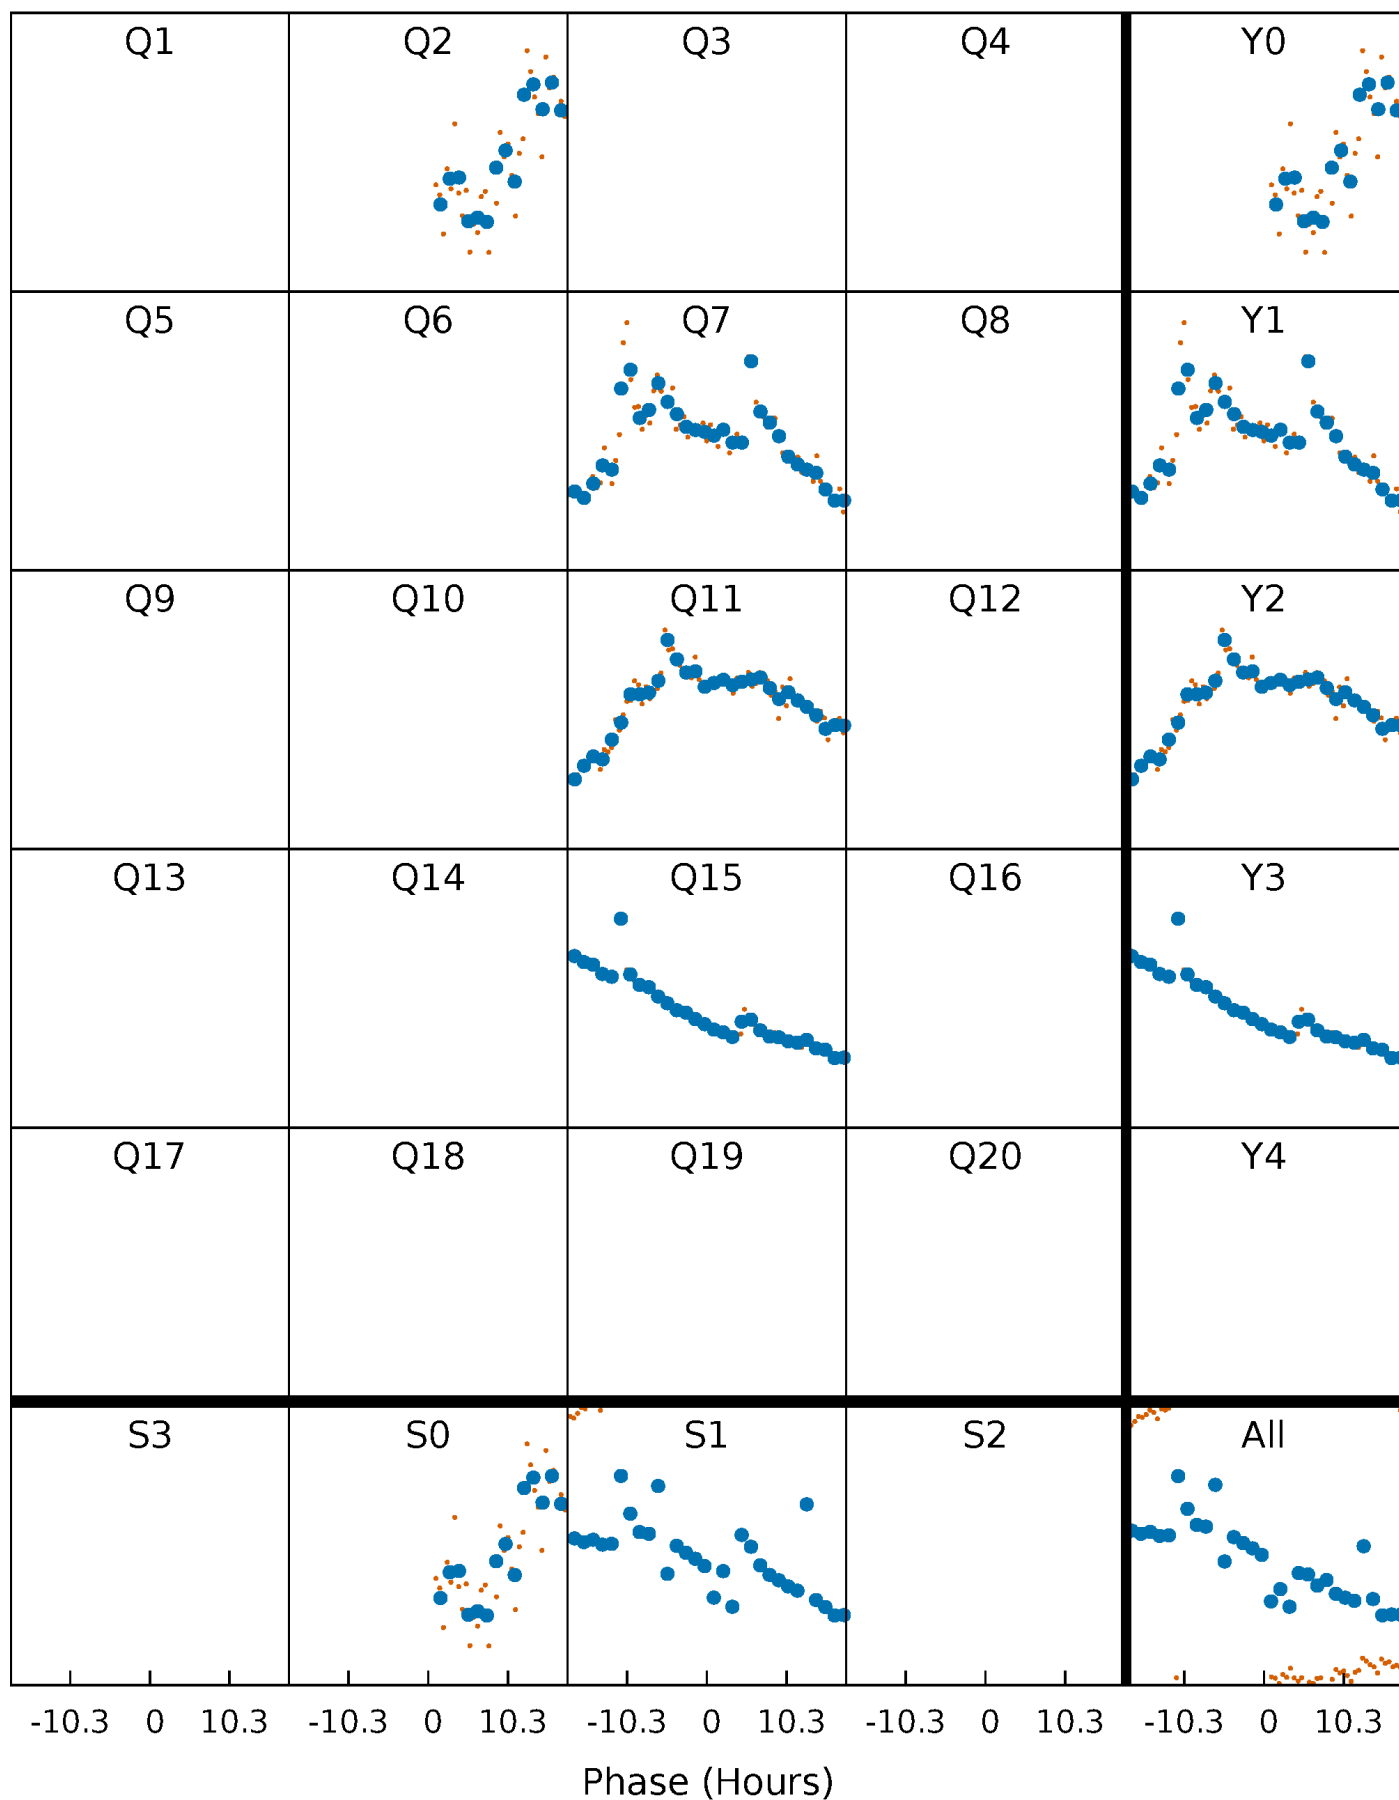 Q1 Q2 Q3 Q4 Y0
Q5 Q6 Q7 Q8 Y1
Q9 Q10 Q11 Q12 Y2
Q13 Q14 Q15 Q16 Y3
Q17 Q18 Q19 Q20 Y4
S3 S0 S1 S2 All
-10.3 0 10.3 -10.3 0 10.3 -10.3 0 10.3 -10.3 0 10.3 -10.3 0 10.3
Phase (Hours)